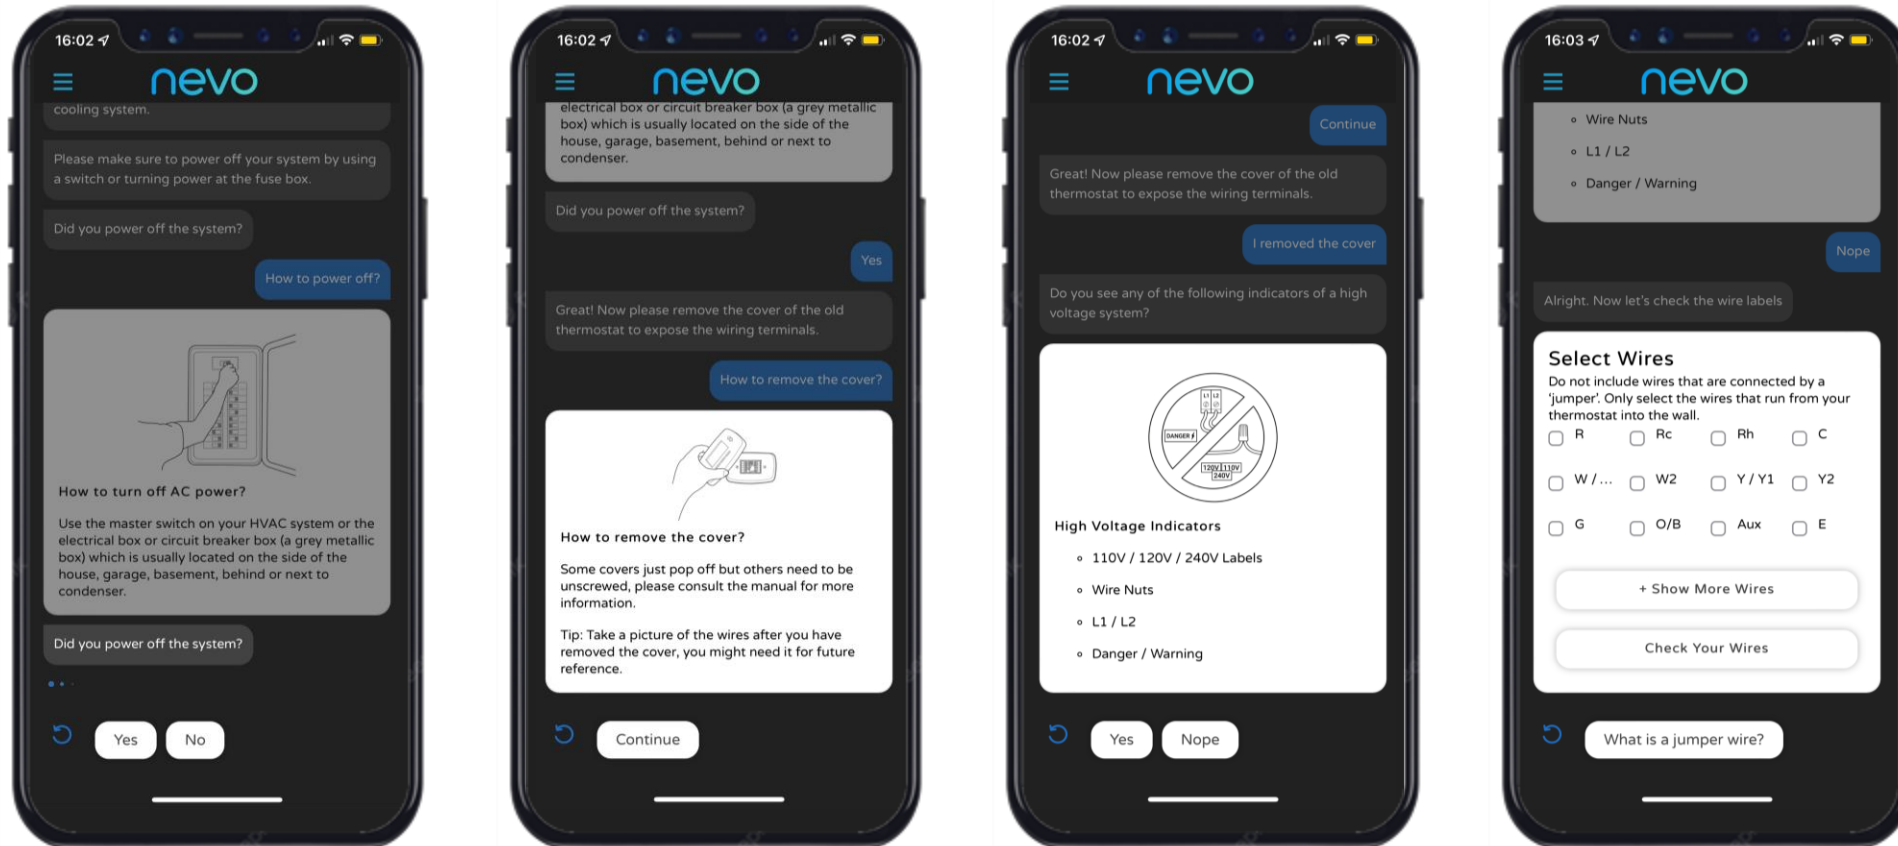 16:02
nevo
cooling system.
Please make sure to power off your system by using
a switch or turning power at the fuse box.
Did you power off the system?
How to power off?
How to turn off AC power?
Use the master switch on your HVAC system or the
electrical box or circuit breaker box (a grey metallic
box) which is usually located on the side of the
house, garage, basement, behind or next to
condenser.
Did you power off the system?
Yes
No
16:02
nevo
electrical box or circuit breaker box (a grey metallic
box) which is usually located on the side of the
house, garage, basement, behind or next to
condenser.
Did you power off the system?
Yes
Great! Now please remove the cover of the old
thermostat to expose the wiring terminals.
How to remove the cover?
How to remove the cover?
Some covers just pop off but others need to be
unscrewed, please consult the manual for more
information.
Tip: Take a picture of the wires after you have
removed the cover, you might need it for future
reference.
Continue
16:02
nevo
Continue
Great! Now please remove the cover of the old
thermostat to expose the wiring terminals.
I removed the cover
Do you see any of the following indicators of a high
voltage system?
L1 L2
DANGER
120V 110V
240V
High Voltage Indicators
110V / 120V / 240V Labels
Wire Nuts
L1 / L2
Danger / Warning
Yes
Nope
16:03
nevo
Wire Nuts
L1 / L2
Danger / Warning
Nope
Alright. Now let's check the wire labels
Select Wires
Do not include wires that are connected by a
'jumper'. Only select the wires that run from your
thermostat into the wall.
R Rc Rh C
W / ... W2 Y / Y1 Y2
G O/B Aux E
+ Show More Wires
Check Your Wires
What is a jumper wire?